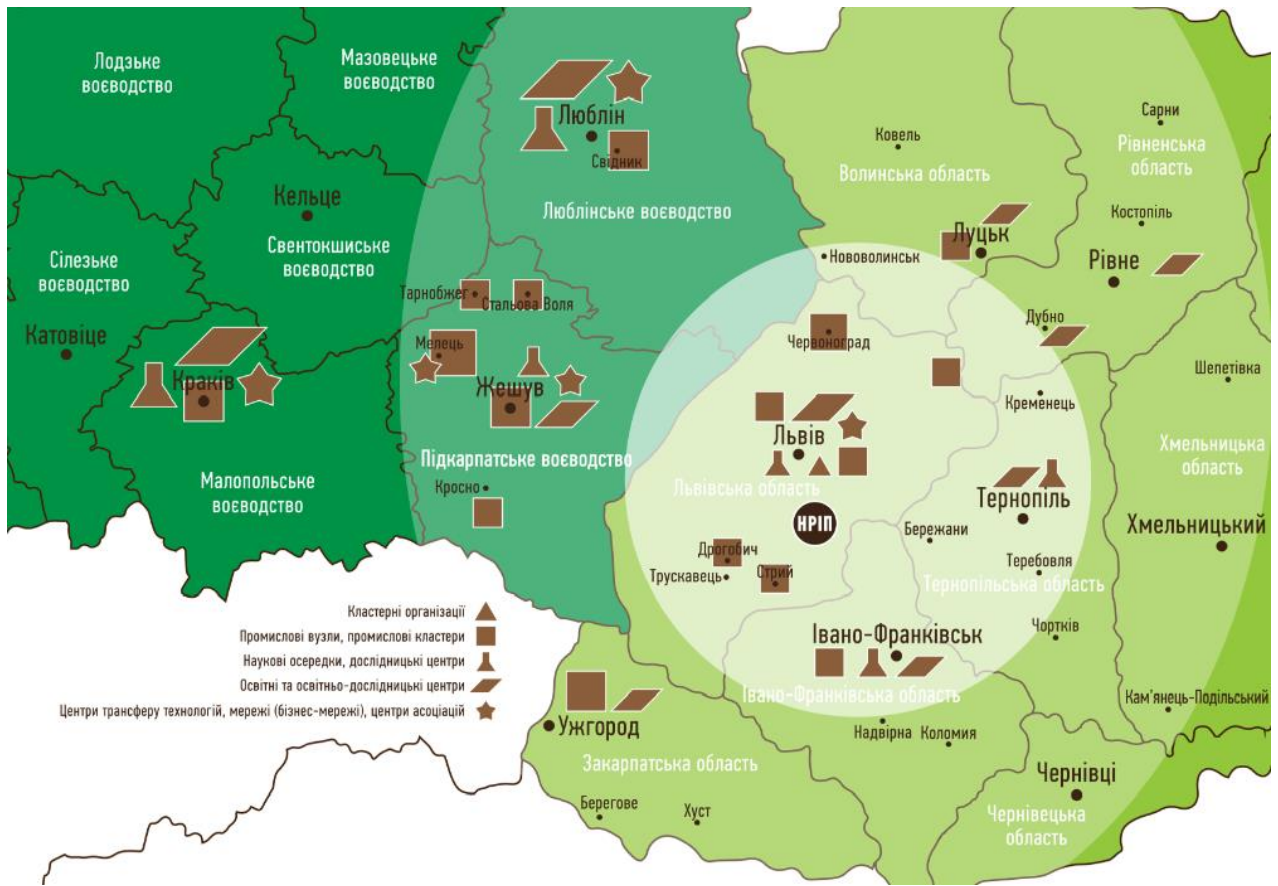 Лодзьке
воєводство
Мазовецьке
воєводство
Люблін
Свідник
Сарни
Ковель
Рівненська
область
Волинська область
Кельце
Люблінське воєводство
Костопіль
Свентокшиське
воєводство
Луцьк
Сілезьке
воєводство
Нововолинськ
Рівне
Тарнобжег
Стальова Воля
Дубно
Катовіце
Червоноград
Мелець
Шепетівка
Краків
Жешув
Кременець
Львів
Хмельницька
область
Підкарпатське воєводство
Малопольське
воєводство
Кросно
Львівська область
Тернопіль
НРІП
Бережани
Хмельницький
Дрогобич
Трускавець
Стрий
Теребовля
Тернопільська область
Кластерні організації
Промислові вузли, промислові кластери
Наукові осередки, дослідницькі центри
Освітні та освітньо-дослідницькі центри
Центри трансферу технологій, мережі (бізнес-мережі), центри асоціацій
Івано-Франківськ
Чортків
Івано-Франківська область
Кам'янець-Подільський
Ужгород
Надвірна
Коломия
Закарпатська область
Чернівці
Берегове
Хуст
Чернівецька
область